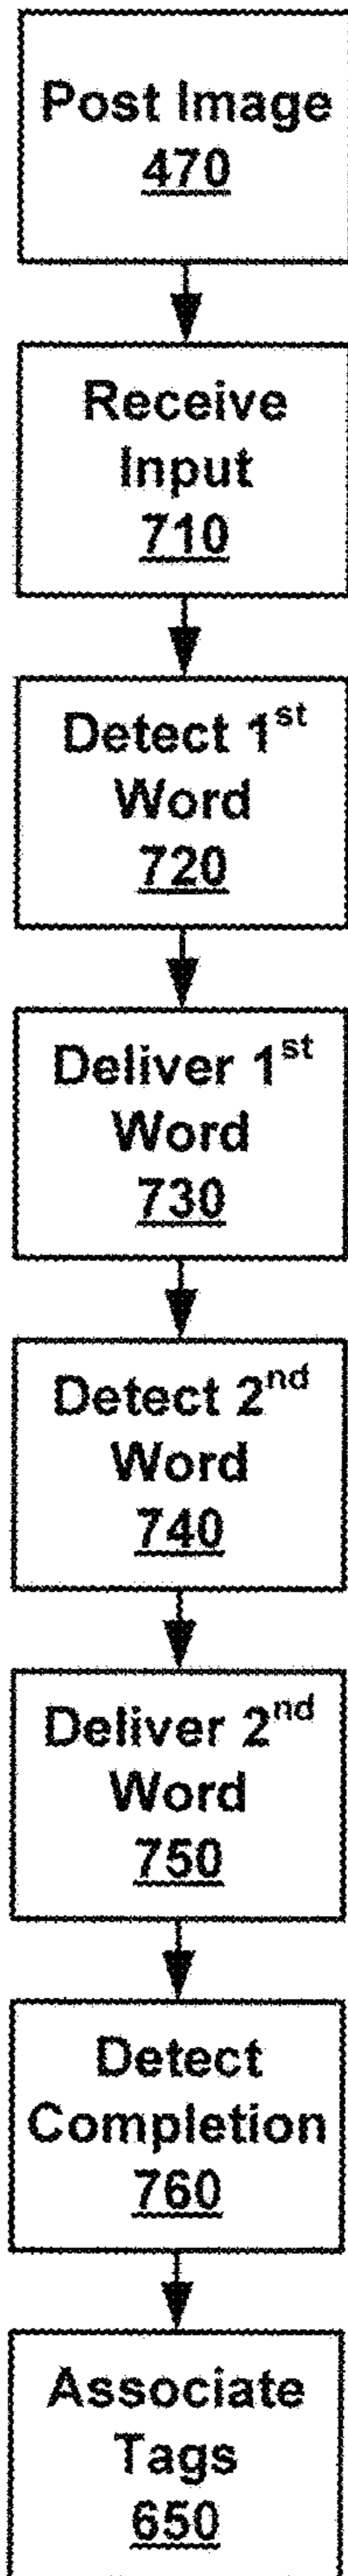 Post Image
470
Receive
Input
710
Detect 1st
Word
720
Deliver 1st
Word
730
Detect 2nd
Word
740
Deliver 2nd
Word
750
Detect
Completion
760
Associate
Tags
650